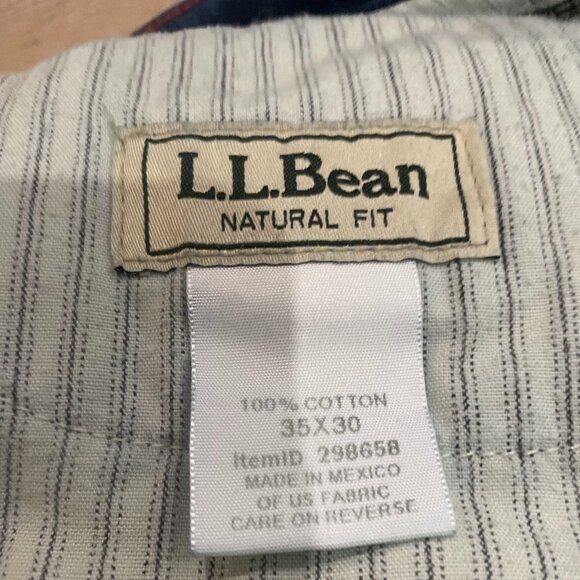 L.L.Bean
NATURAL FIT
100% COTTON
35X30
ItemID 298658
MADE IN MEXICO
OF US FABRIC
CARE ON REVERSE